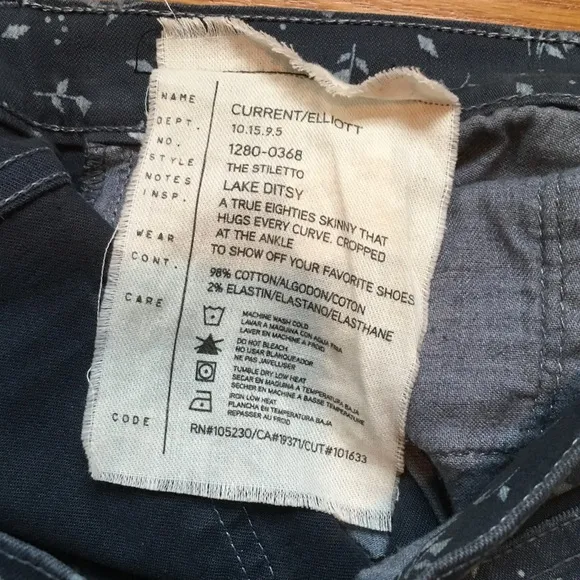 NAME CURRENT/ELLIOTT
DEPT. 10.15.9.5
NO. 1280-0368
STYLE THE STILETTO
NOTES LAKE DITSY
INSP. A TRUE EIGHTIES SKINNY THAT
HUGS EVERY CURVE. CROPPED
WEAR AT THE ANKLE
TO SHOW OFF YOUR FAVORITE SHOES
CONT. 98% COTTON/ALGODON/COTON
2% ELASTIN/ELASTANO/ELASTHANE
CARE MACHINE WASH COLD
LAVAR A MAQUINA CON AGUA FRIA
LAVER EN MACHINE A FROID
DO NOT BLEACH
NO USAR BLANQUEADOR
NE PAS JAVELLISER
TUMBLE DRY LOW HEAT
SECAR EN MAQUINA A TEMPERATURA BAJA
SECHER EN MACHINE A BASSE TEMPERATURE
IRON LOW HEAT
PLANCHA EN TEMPERATURA BAJA
REPASSER AU FROID
CODE RN#105230/CA#19371/CUT#101633